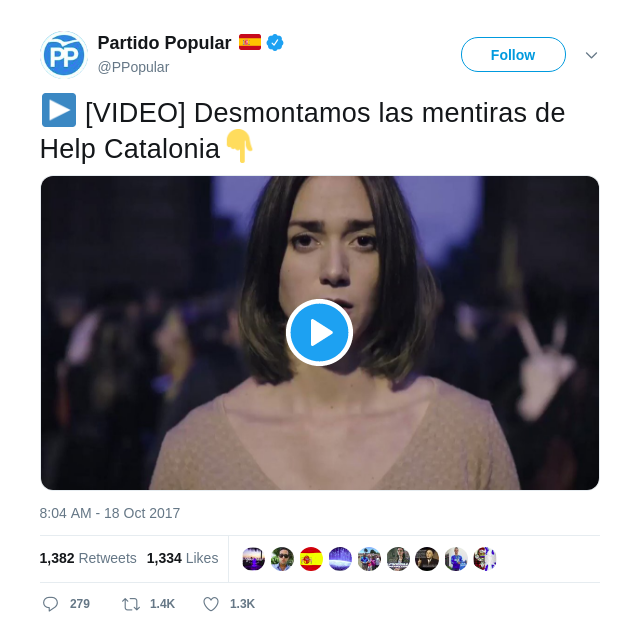 PP
Partido Popular
@PPopular
Follow
[VIDEO] Desmontamos las mentiras de
Help Catalonia
8:04 AM - 18 Oct 2017
1,382 Retweets 1,334 Likes
279 1.4K 1.3K